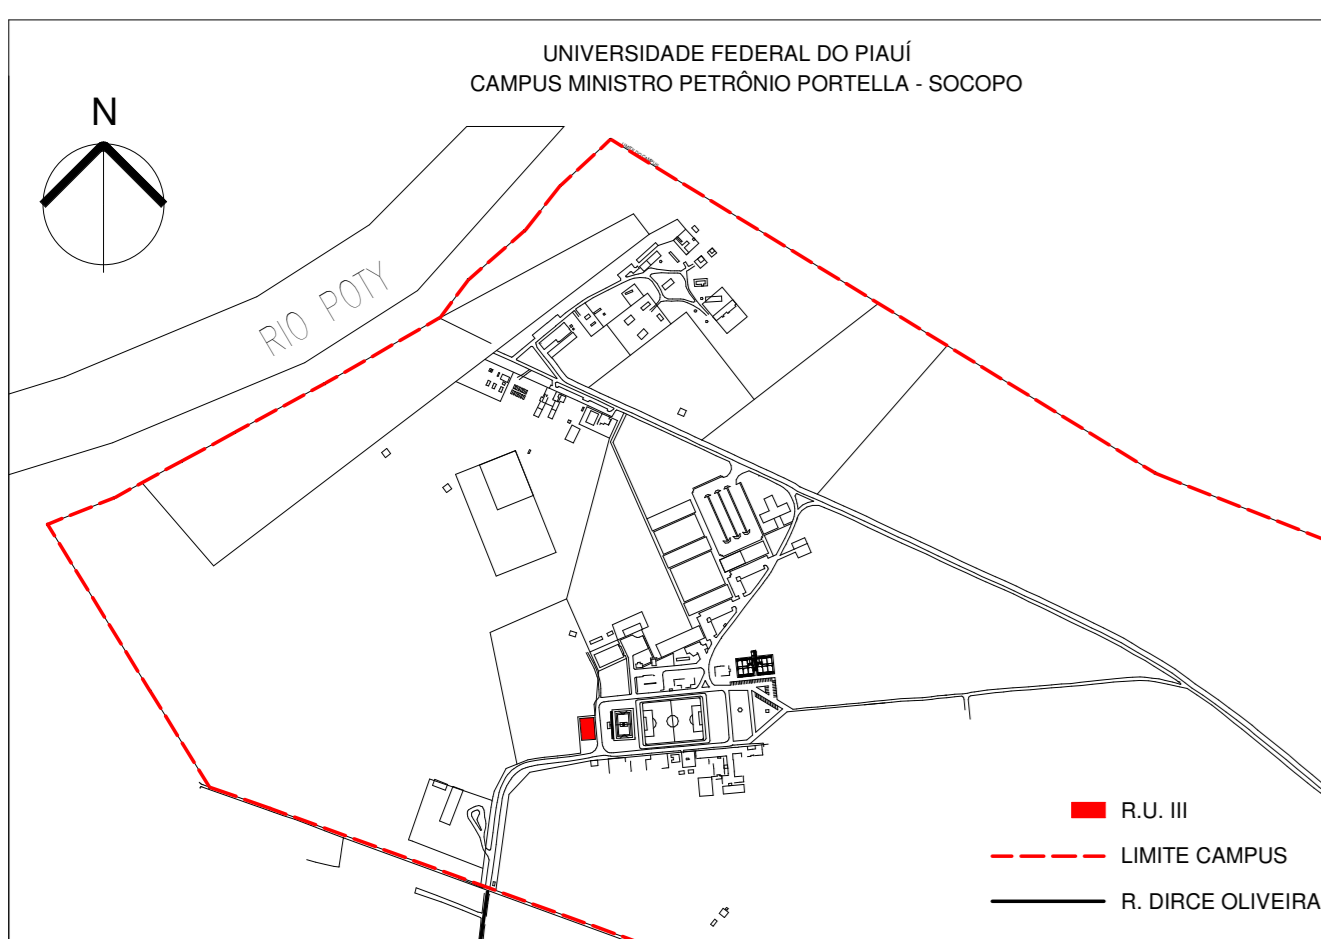 UNIVERSIDADE FEDERAL DO PIAUÍ
CAMPUS MINISTRO PETRÔNIO PORTELLA - SOCOPO
N
RIO POTY
R.U. III
LIMITE CAMPUS
R. DIRCE OLIVEIRA